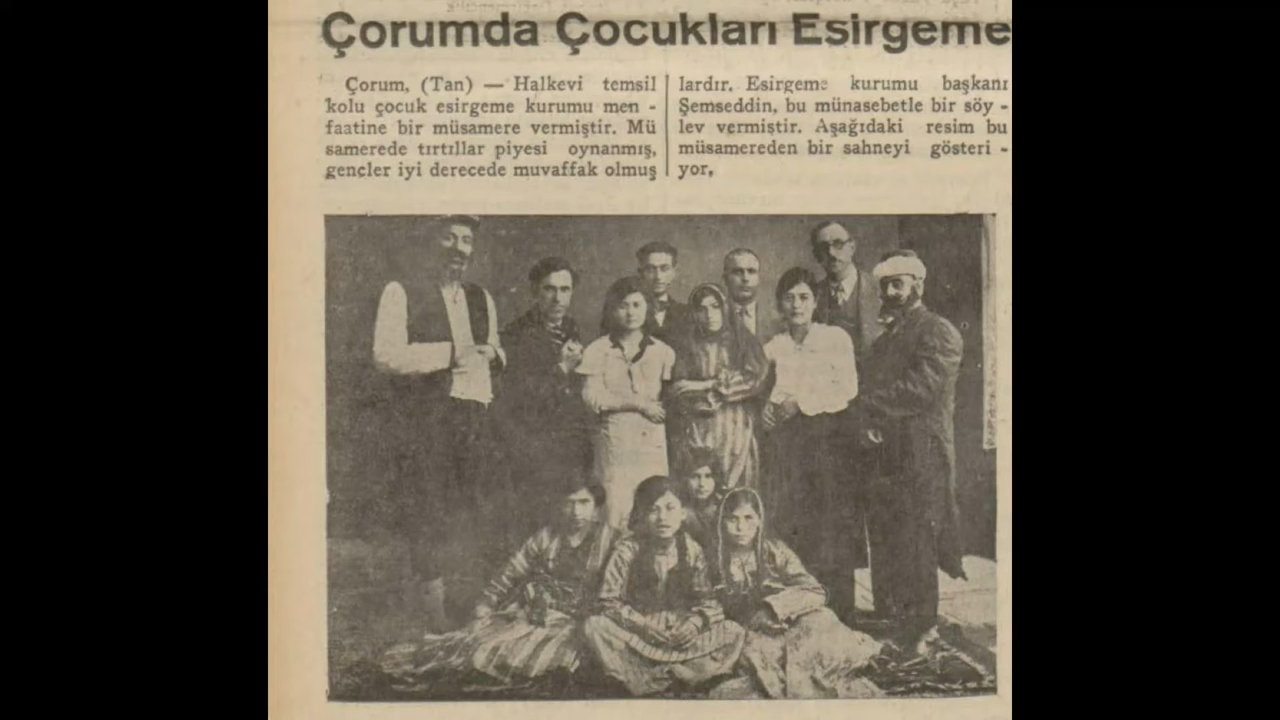 Çorumda Çocukları Esirgeme
Çorum, (Tan) — Halkevi temsil
kolu çocuk esirgeme kurumu men -
faatine bir müsamere vermiştir. Mü
samerede tırtıllar piyesi oynanmış,
gençler iyi derecede muvaffak olmuş
lardır. Esirgeme kurumu başkanı
Şemseddin, bu münasebetle bir söy -
lev vermiştir. Aşağıdaki resim bu
müsamereden bir sahneyi gösteri -
yor,